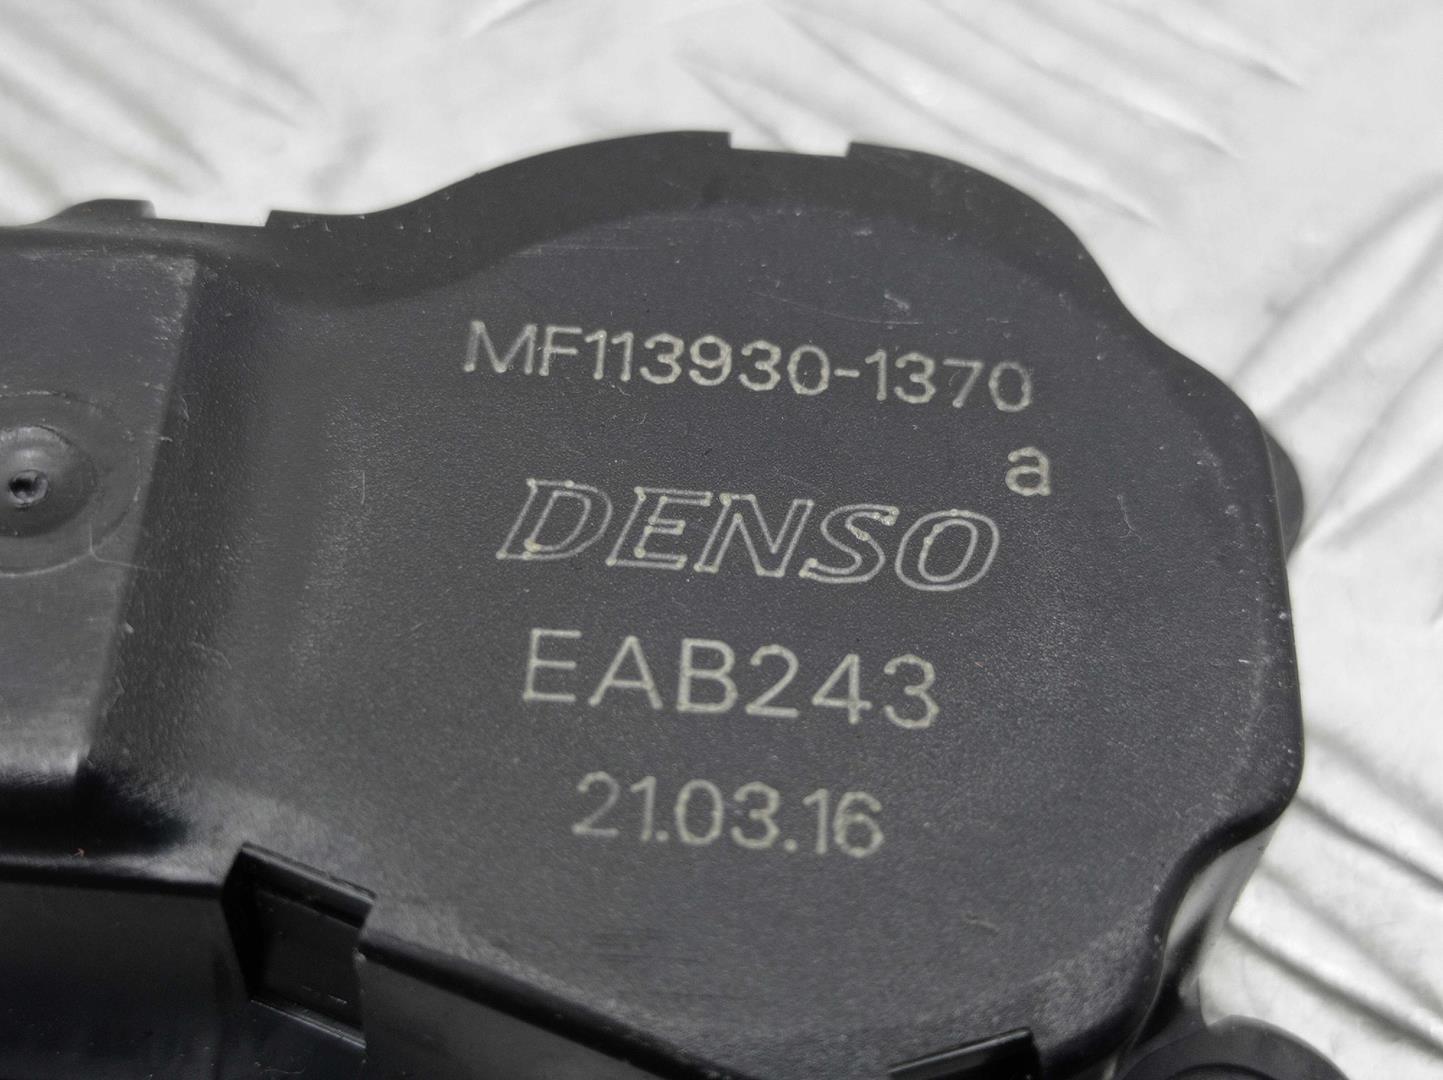 MF113930-1370
a
DENSO
EAB243
21.03.16